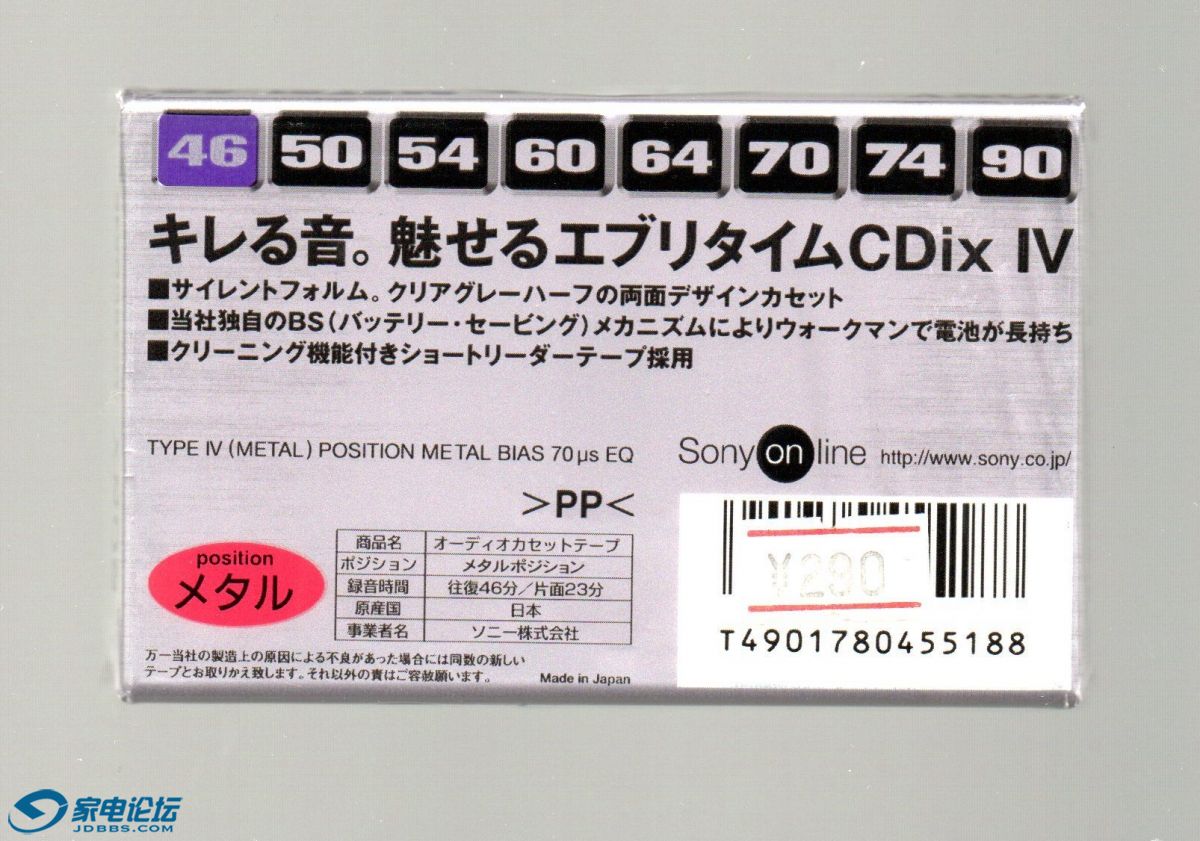 46 50 54 60 64 70 74 90
キレる音。魅せるエブリタイムCDix IV
■サイレントフォルム。クリアグレーハーフの両面デザインカセット
■当社独自のBS(バッテリー・セービング)メカニズムによりウォークマンで電池が長持ち
■クリーニング機能付きショートリーダーテープ採用
TYPE IV (METAL) POSITION METAL BIAS 70μs EQ
Sony on line http://www.sony.co.jp/
>PP<
position
メタル
商品名 オーディオカセットテープ
ポジション メタルポジション
録音時間 往復46分/片面23分
原産国 日本
事業者名 ソニー株式会社
¥290
T4901780455188
万一当社の製造上の原因による不良があった場合には同数の新しい
テープとお取りかえ致します。それ以外の責はご容赦願います。
Made in Japan
家电论坛
JDBBS.COM